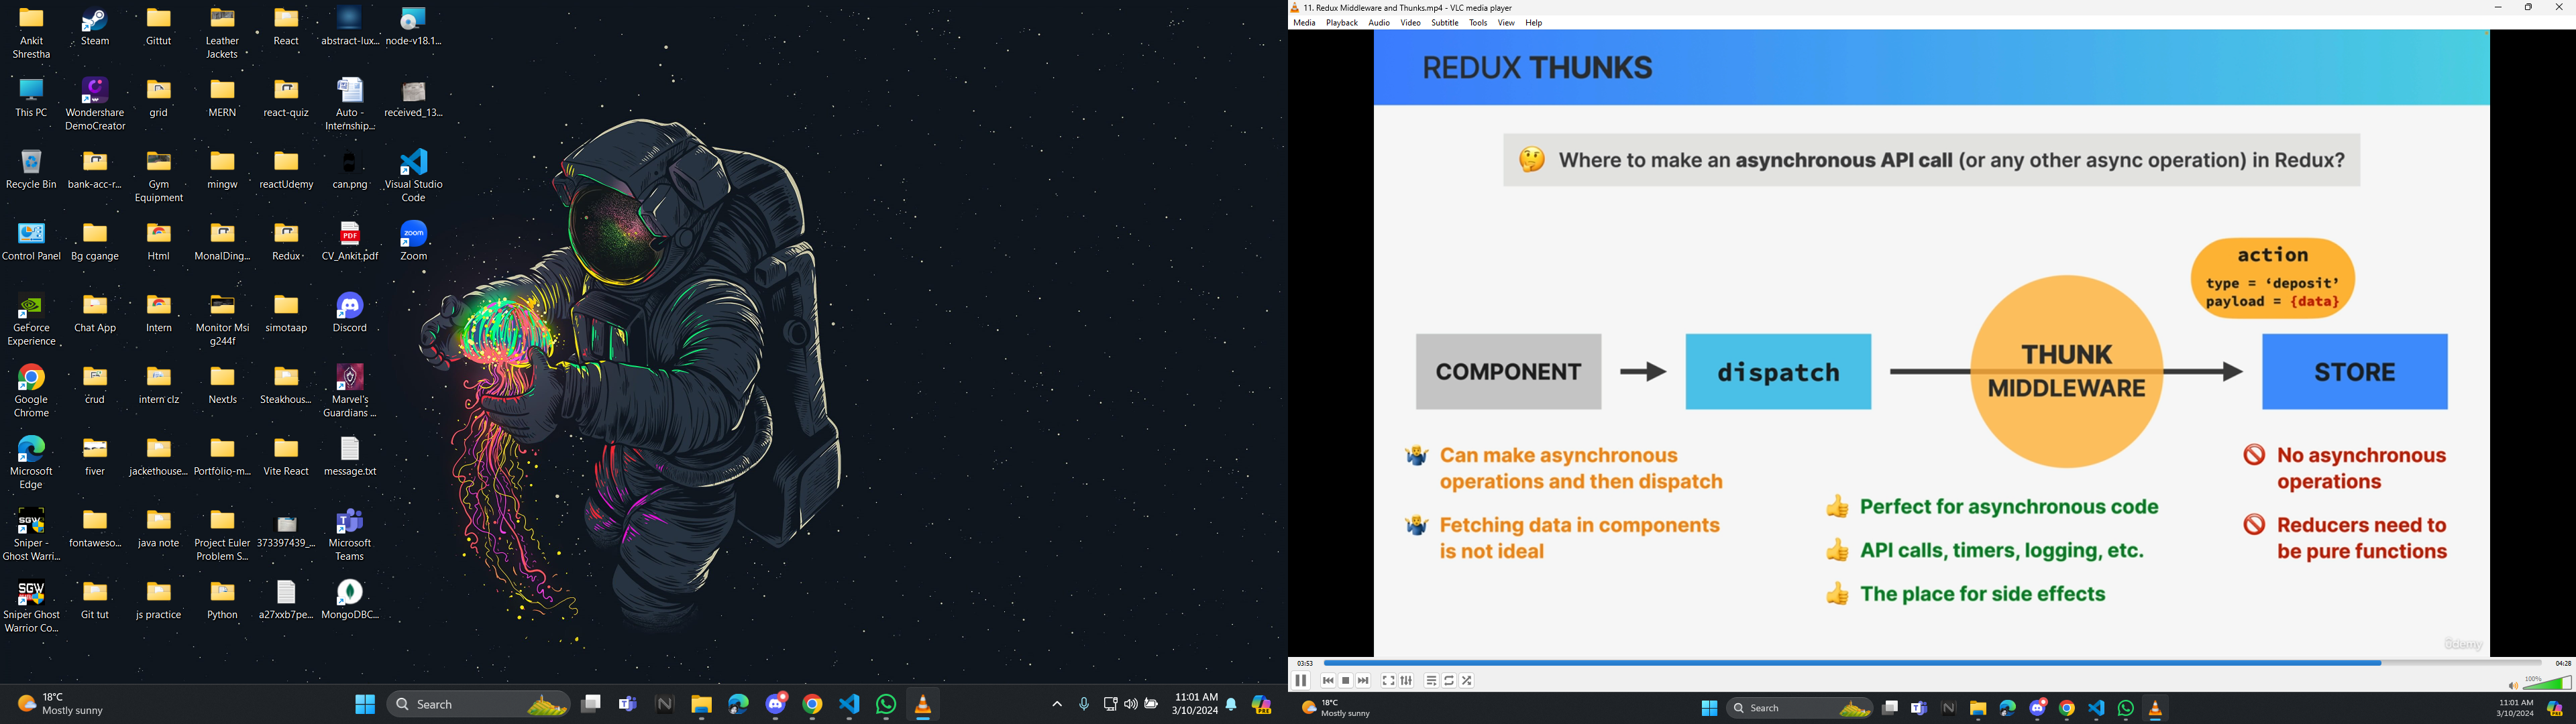 Ankit
Shrestha
Steam
Gittut
Leather
Jackets
React
abstract-lux...
node-v18.1...
This PC
Wondershare
DemoCreator
grid
MERN
react-quiz
Auto -
Internship...
received_13...
Recycle Bin
bank-acc-r...
Gym
Equipment
mingw
reactUdemy
can.png
Visual Studio
Code
Control Panel
Bg cgange
Html
MonalDing...
Redux
CV_Ankit.pdf
Zoom
GeForce
Experience
Chat App
Intern
Monitor Msi
g244f
simotaap
Discord
Google
Chrome
crud
intern clz
NextJs
Steakhous...
Marvel's
Guardians ...
Microsoft
Edge
fiver
jackethouse...
Portfolio-m...
Vite React
message.txt
Sniper -
Ghost Warri...
fontaweso...
java note
Project Euler
Problem S...
373397439_...
Microsoft
Teams
Sniper Ghost
Warrior Co...
Git tut
js practice
Python
a27xxb7pe...
MongoDBC...
18°C
Mostly sunny
Search
11:01 AM
3/10/2024
11. Redux Middleware and Thunks.mp4 - VLC media player
Media Playback Audio Video Subtitle Tools View Help
REDUX THUNKS
Where to make an asynchronous API call (or any other async operation) in Redux?
action
type = ‘deposit’
payload = {data}
COMPONENT
dispatch
THUNK
MIDDLEWARE
STORE
Can make asynchronous
operations and then dispatch
Fetching data in components
is not ideal
Perfect for asynchronous code
API calls, timers, logging, etc.
The place for side effects
No asynchronous
operations
Reducers need to
be pure functions
ûdemy
03:53
04:28
100%
18°C
Mostly sunny
Search
11:01 AM
3/10/2024